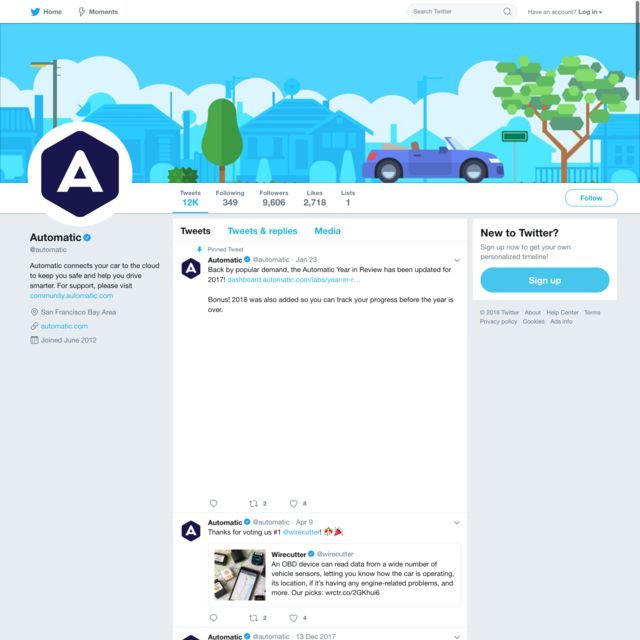 Home Moments Search Twitter Have an account? Log in
A
Tweets Following Followers Likes Lists
12K 349 9,606 2,718 1
Follow
Automatic
@automatic
Automatic connects your car to the cloud
to keep you safe and help you drive
smarter. For support, please visit
community.automatic.com
San Francisco Bay Area
automatic.com
Joined June 2012
Tweets Tweets & replies Media
Pinned Tweet
A
Automatic @automatic · Jan 23
Back by popular demand, the Automatic Year in Review has been updated for
2017! dashboard.automatic.com/labs/year-in-r…
Bonus! 2018 was also added so you can track your progress before the year is
over.
2 8
A
Automatic @automatic · Apr 9
Thanks for voting us #1 @wirecutter!
Wirecutter @wirecutter
An OBD device can read data from a wide number of
vehicle sensors, letting you know how the car is operating,
its location, if it's having any engine-related problems, and
more. Our picks: wrctr.co/2GKhui6
2 4
Automatic @automatic · 13 Dec 2017
New to Twitter?
Sign up now to get your own
personalized timeline!
Sign up
© 2018 Twitter About Help Center Terms
Privacy policy Cookies Ads info